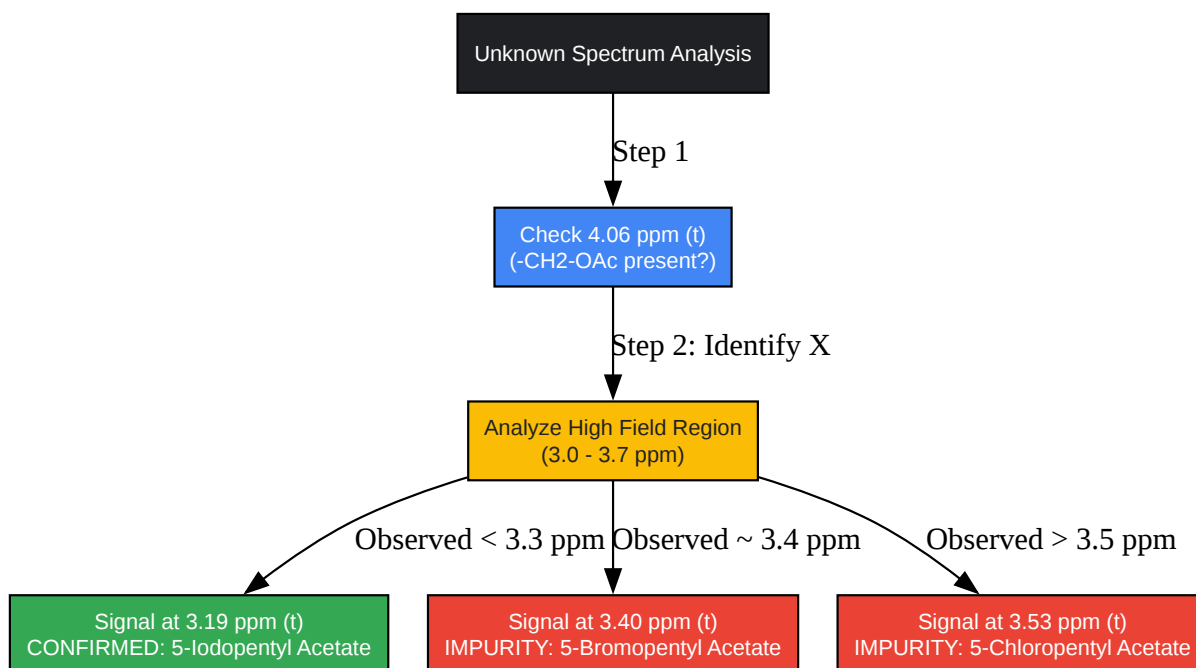 Unknown Spectrum Analysis
Step 1
Check 4.06 ppm (t)
(-CH2-OAc present?)
Step 2: Identify X
Analyze High Field Region
(3.0 - 3.7 ppm)
Observed < 3.3 ppm
Observed ~ 3.4 ppm
Observed > 3.5 ppm
Signal at 3.19 ppm (t)
CONFIRMED: 5-Iodopentyl Acetate
Signal at 3.40 ppm (t)
IMPURITY: 5-Bromopentyl Acetate
Signal at 3.53 ppm (t)
IMPURITY: 5-Chloropentyl Acetate